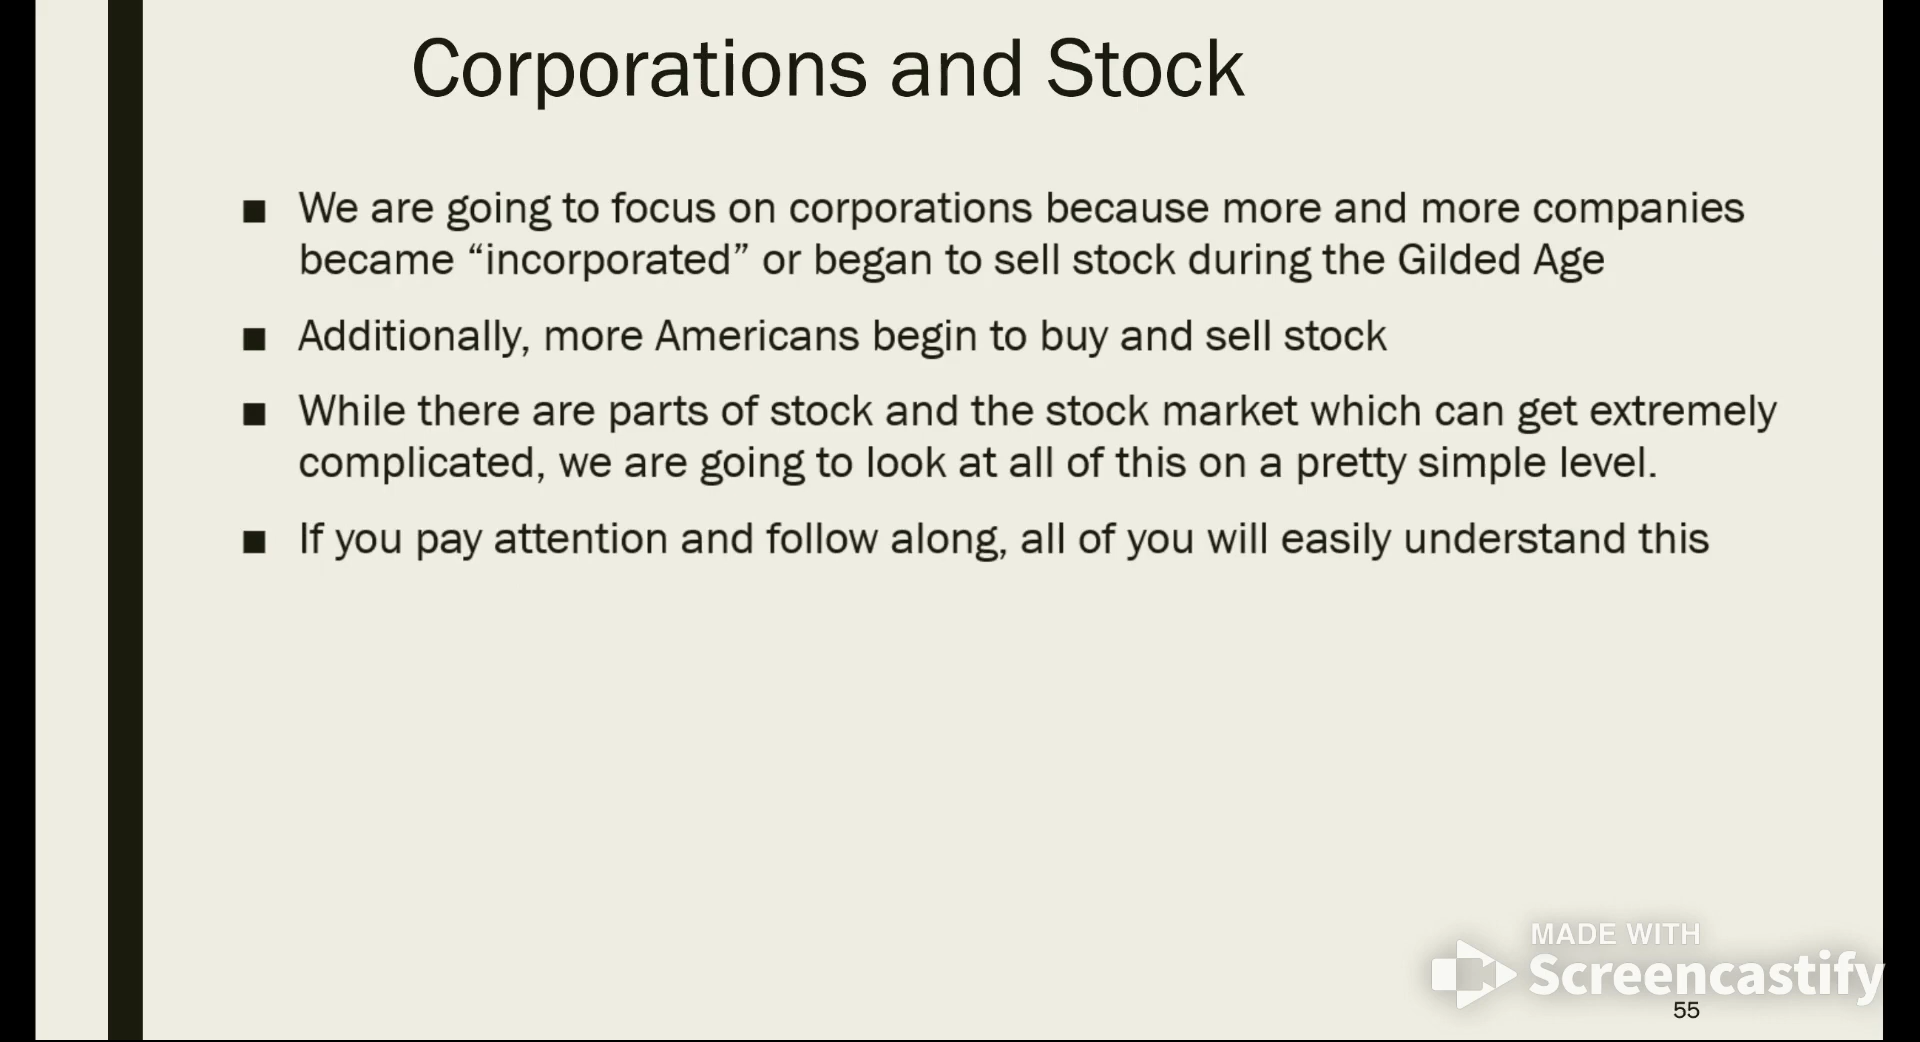 Corporations and Stock
■ We are going to focus on corporations because more and more companies
became “incorporated” or began to sell stock during the Gilded Age
■ Additionally, more Americans begin to buy and sell stock
■ While there are parts of stock and the stock market which can get extremely
complicated, we are going to look at all of this on a pretty simple level.
■ If you pay attention and follow along, all of you will easily understand this
MADE WITH
Screencastify
55